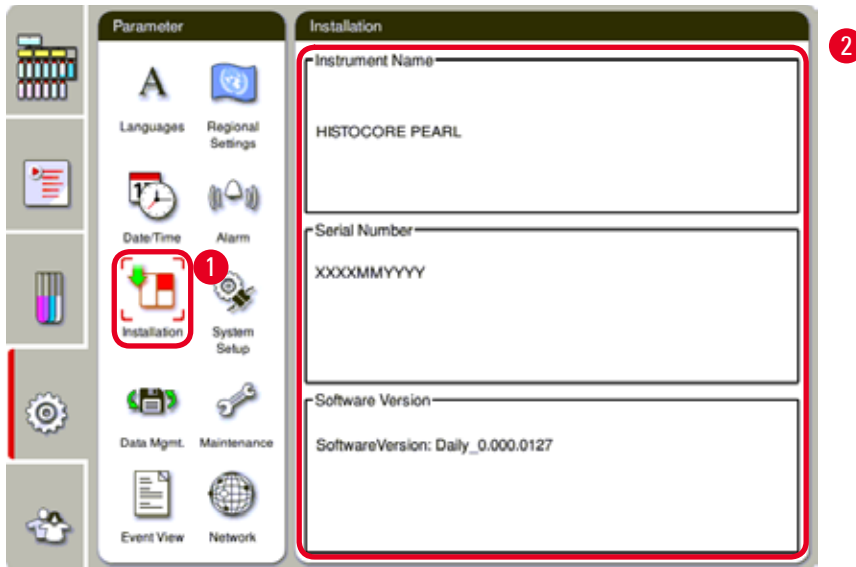 Parameter
A
Languages
Regional
Settings
17
Date/Time
Alarm
1
Installation
System
Setup
Data Mgmt.
Maintenance
Event View
Network
Installation
Instrument Name
HISTOCORE PEARL
Serial Number
XXXXMMYYYY
Software Version
SoftwareVersion: Daily_0.000.0127
2